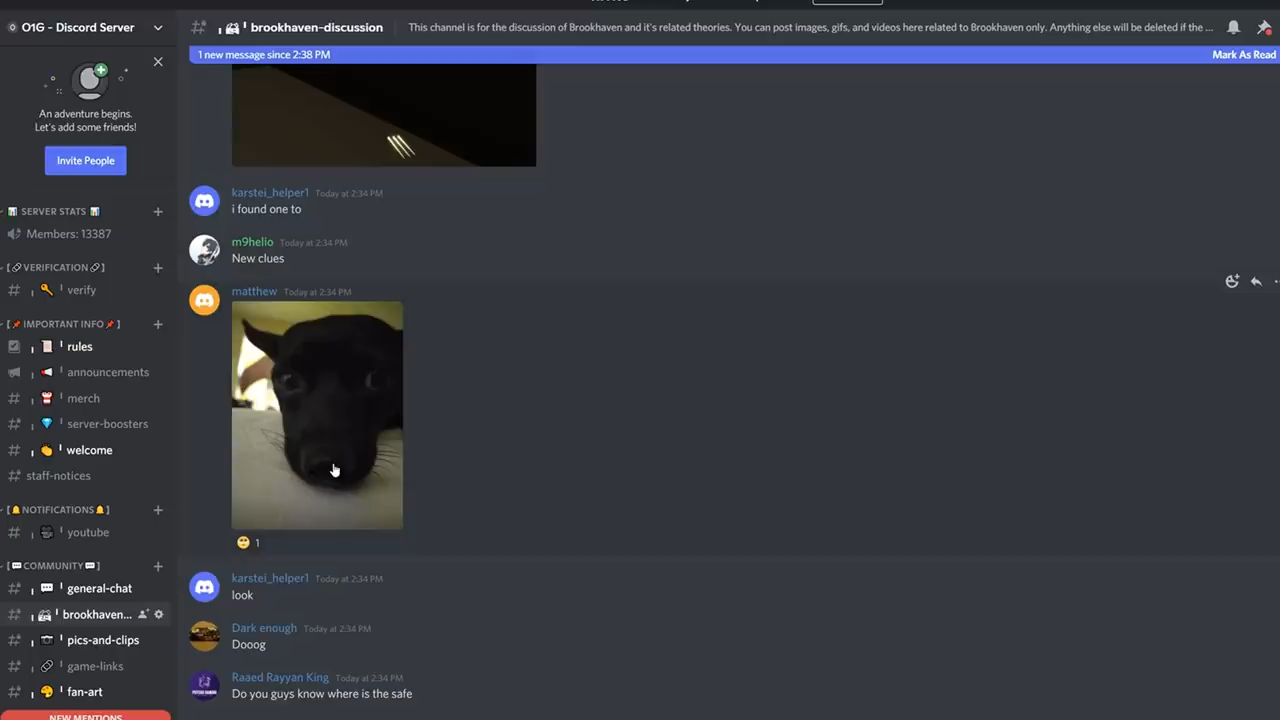 O1G - Discord Server
brookhaven-discussion
This channel is for the discussion of Brookhaven and it's related theories. You can post images, gifs, and videos here related to Brookhaven only. Anything else will be deleted if the ...
1 new message since 2:38 PM
Mark As Read
An adventure begins.
Let's add some friends!
Invite People
SERVER STATS
Members: 13387
[VERIFICATION]
verify
[IMPORTANT INFO]
rules
announcements
merch
server-boosters
welcome
staff-notices
[NOTIFICATIONS]
youtube
[COMMUNITY]
general-chat
brookhaven...
pics-and-clips
game-links
fan-art
NEW MENTIONS
karstei_helper1 Today at 2:34 PM
i found one to
m9helio Today at 2:34 PM
New clues
matthew Today at 2:34 PM
1
karstei_helper1 Today at 2:34 PM
look
Dark enough Today at 2:34 PM
Dooog
Raaed Rayyan King Today at 2:34 PM
Do you guys know where is the safe